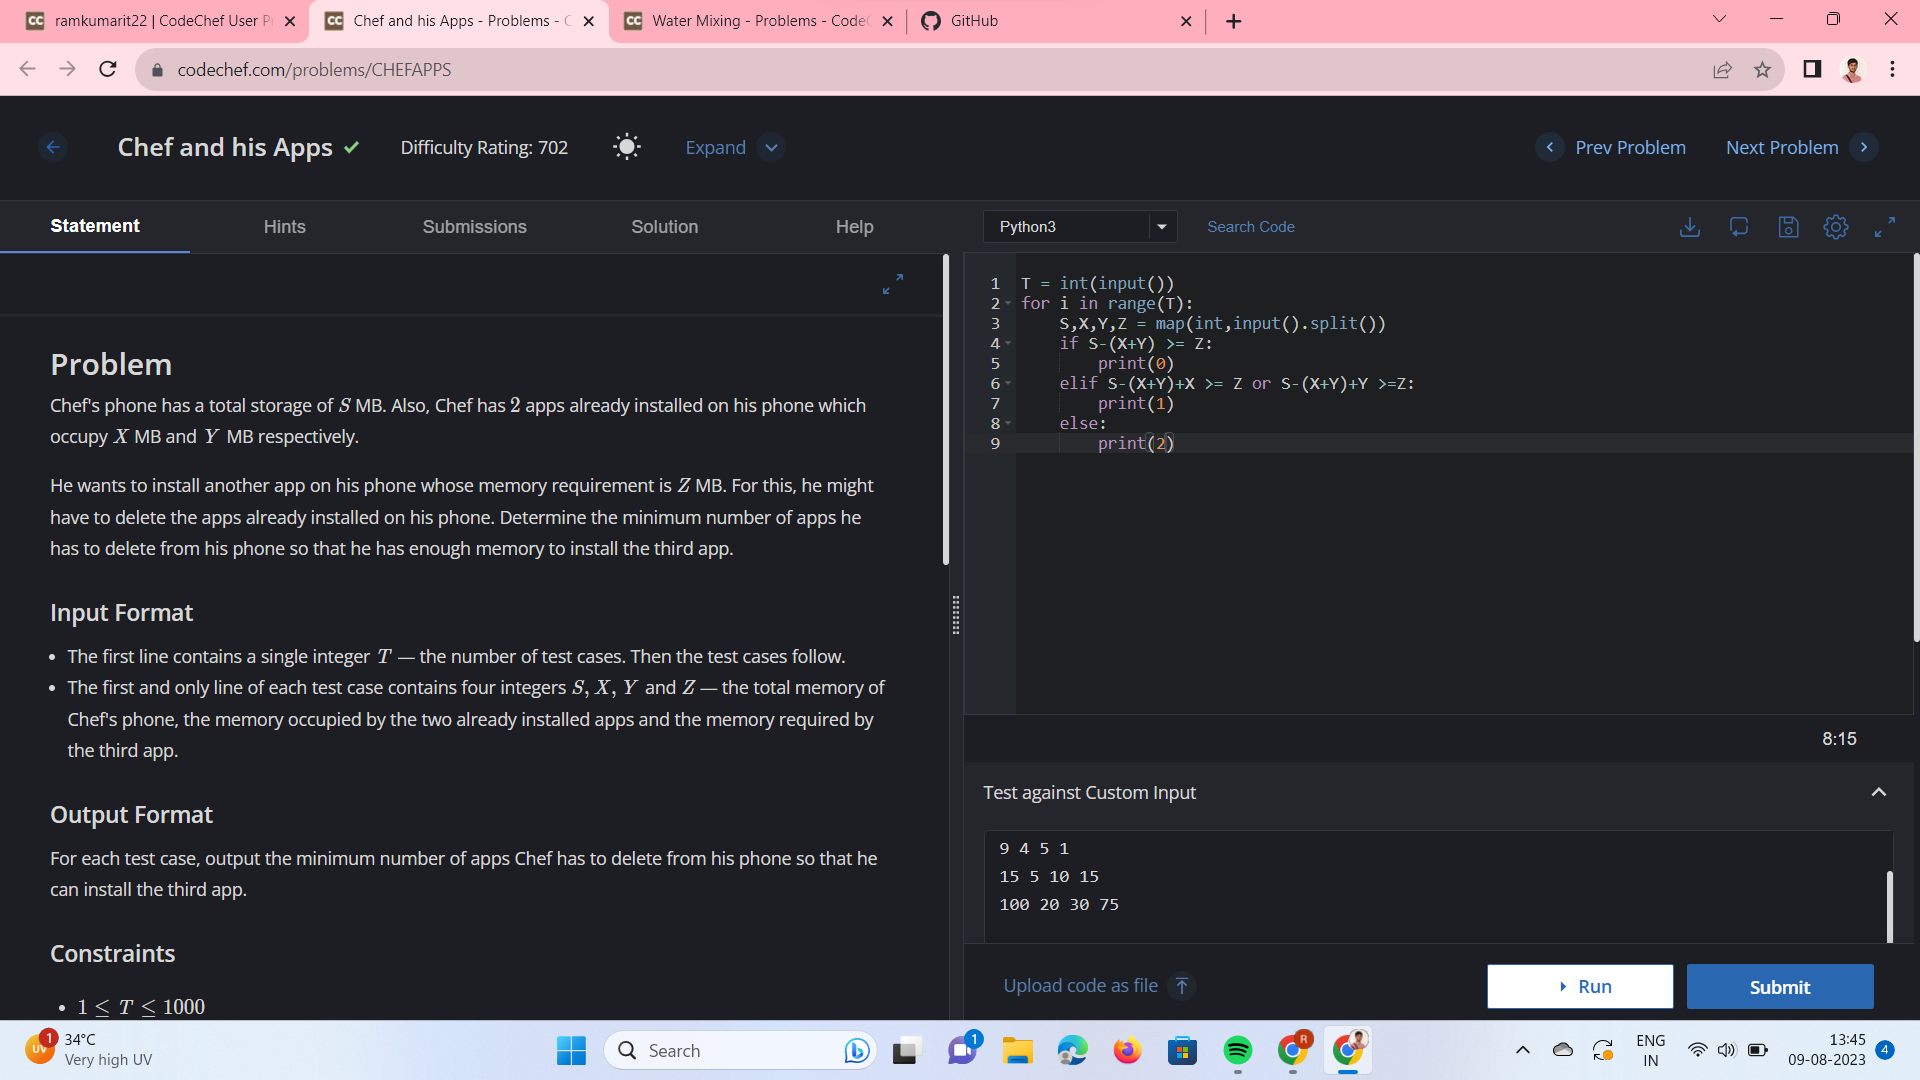 ramkumarit22 | CodeChef User Pr
Chef and his Apps - Problems - C
Water Mixing - Problems - CodeC
GitHub
codechef.com/problems/CHEFAPPS
Chef and his Apps
Difficulty Rating: 702
Expand
Prev Problem
Next Problem
Statement
Hints
Submissions
Solution
Help
Problem
Chef's phone has a total storage of S MB. Also, Chef has 2 apps already installed on his phone which
occupy X MB and Y MB respectively.
He wants to install another app on his phone whose memory requirement is Z MB. For this, he might
have to delete the apps already installed on his phone. Determine the minimum number of apps he
has to delete from his phone so that he has enough memory to install the third app.
Input Format
• The first line contains a single integer T — the number of test cases. Then the test cases follow.
• The first and only line of each test case contains four integers S, X, Y and Z — the total memory of
Chef's phone, the memory occupied by the two already installed apps and the memory required by
the third app.
Output Format
For each test case, output the minimum number of apps Chef has to delete from his phone so that he
can install the third app.
Constraints
• 1 ≤ T ≤ 1000
Python3
Search Code
1 T = int(input())
2 for i in range(T):
3     S,X,Y,Z = map(int,input().split())
4     if S-(X+Y) >= Z:
5         print(0)
6     elif S-(X+Y)+X >= Z or S-(X+Y)+Y >=Z:
7         print(1)
8     else:
9         print(2)
8:15
Test against Custom Input
9 4 5 1
15 5 10 15
100 20 30 75
Upload code as file
Run
Submit
UV
1
34°C
Very high UV
Search
1
R
ENG
IN
13:45
09-08-2023
4